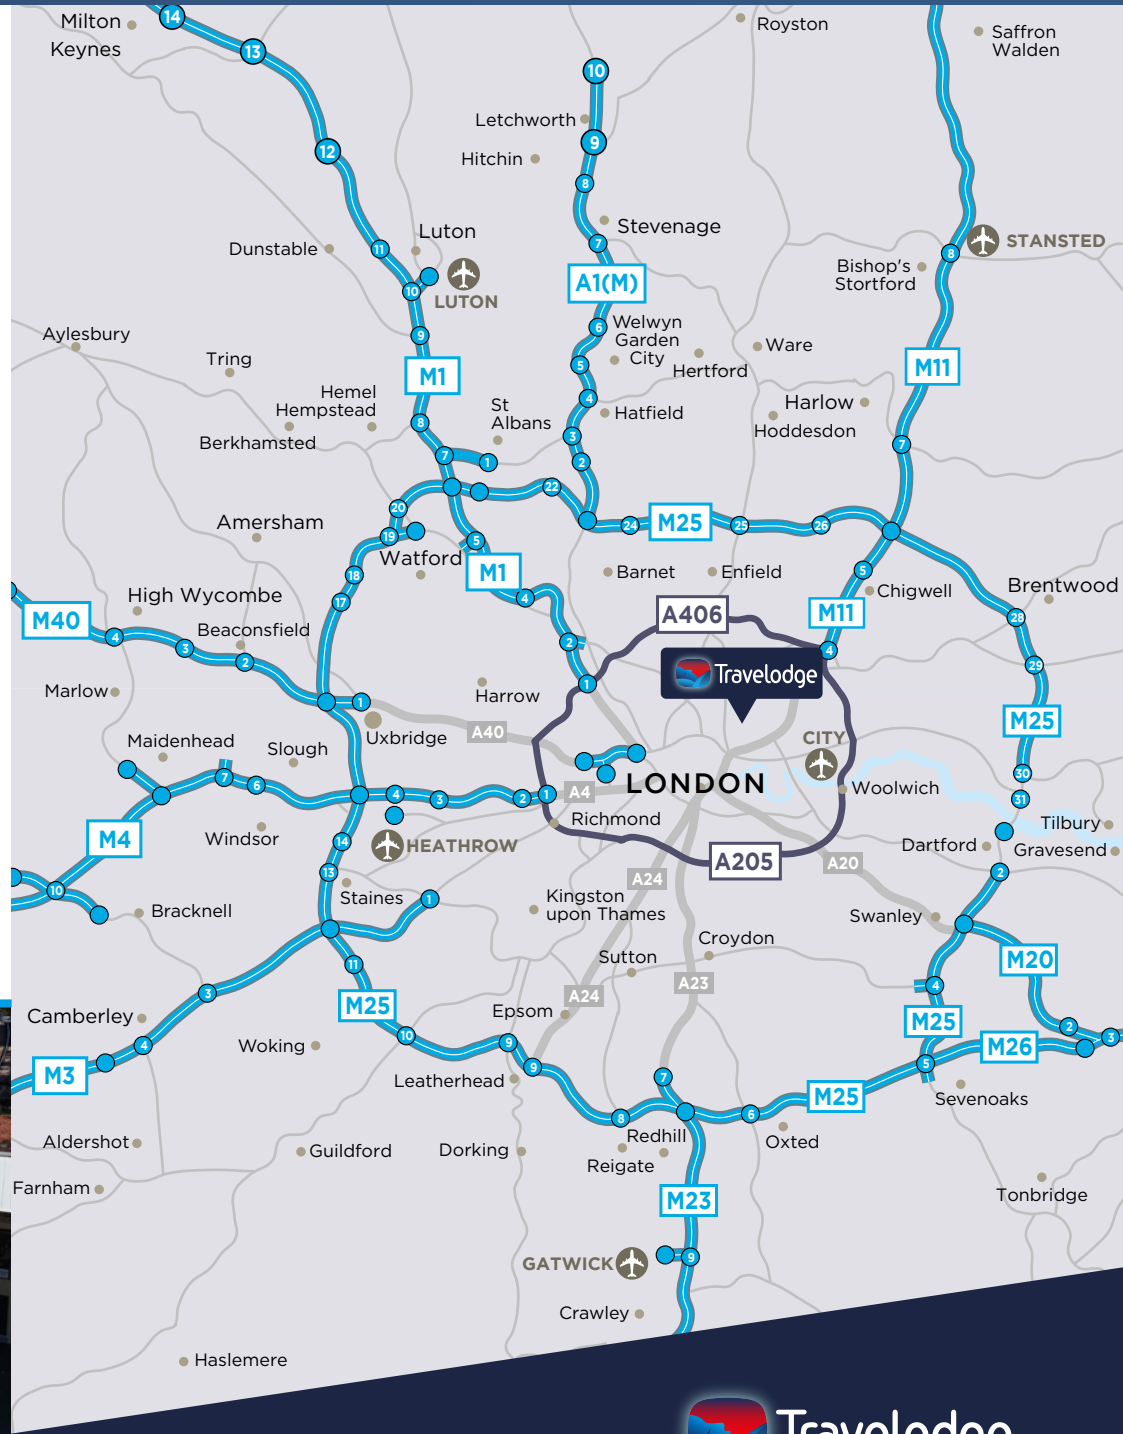 14
Milton
Keynes
13
Royston
Saffron
Walden
10
Letchworth
9
12
Hitchin
8
Stevenage
7
Luton
11
Dunstable
STANSTED
8
Bishop's
Stortford
A1(M)
10
LUTON
9
6
Welwyn
Garden
City
Aylesbury
Tring
5
Ware
Hertford
M1
M11
Hemel
Hempstead
4
Harlow
St
Albans
Hatfield
Hoddesdon
8
3
Berkhamsted
7
7
1
2
22
20
Amersham
24
M25
25
26
19
Watford
5
M1
18
Barnet
Enfield
5
Chigwell
Brentwood
High Wycombe
17
4
M11
28
M40
4
Beaconsfield
A406
3
2
2
4
29
Travelodge
Marlow
Harrow
1
1
M25
Uxbridge
A40
CITY
Maidenhead
Slough
7
6
30
LONDON
Woolwich
4
3
2
1
A4
31
Richmond
Tilbury
M4
Windsor
14
HEATHROW
Dartford
Gravesend
A205
A20
13
2
10
A24
Staines
1
Kingston
upon Thames
Bracknell
Swanley
Croydon
Sutton
11
M20
3
A23
4
A24
M25
Epsom
Camberley
M25
2
10
9
3
4
Woking
M26
9
5
M3
Leatherhead
7
M25
Sevenoaks
8
6
Redhill
Oxted
Aldershot
Guildford
Dorking
Reigate
Farnham
M23
Tonbridge
GATWICK
9
Crawley
Haslemere
Travelodge